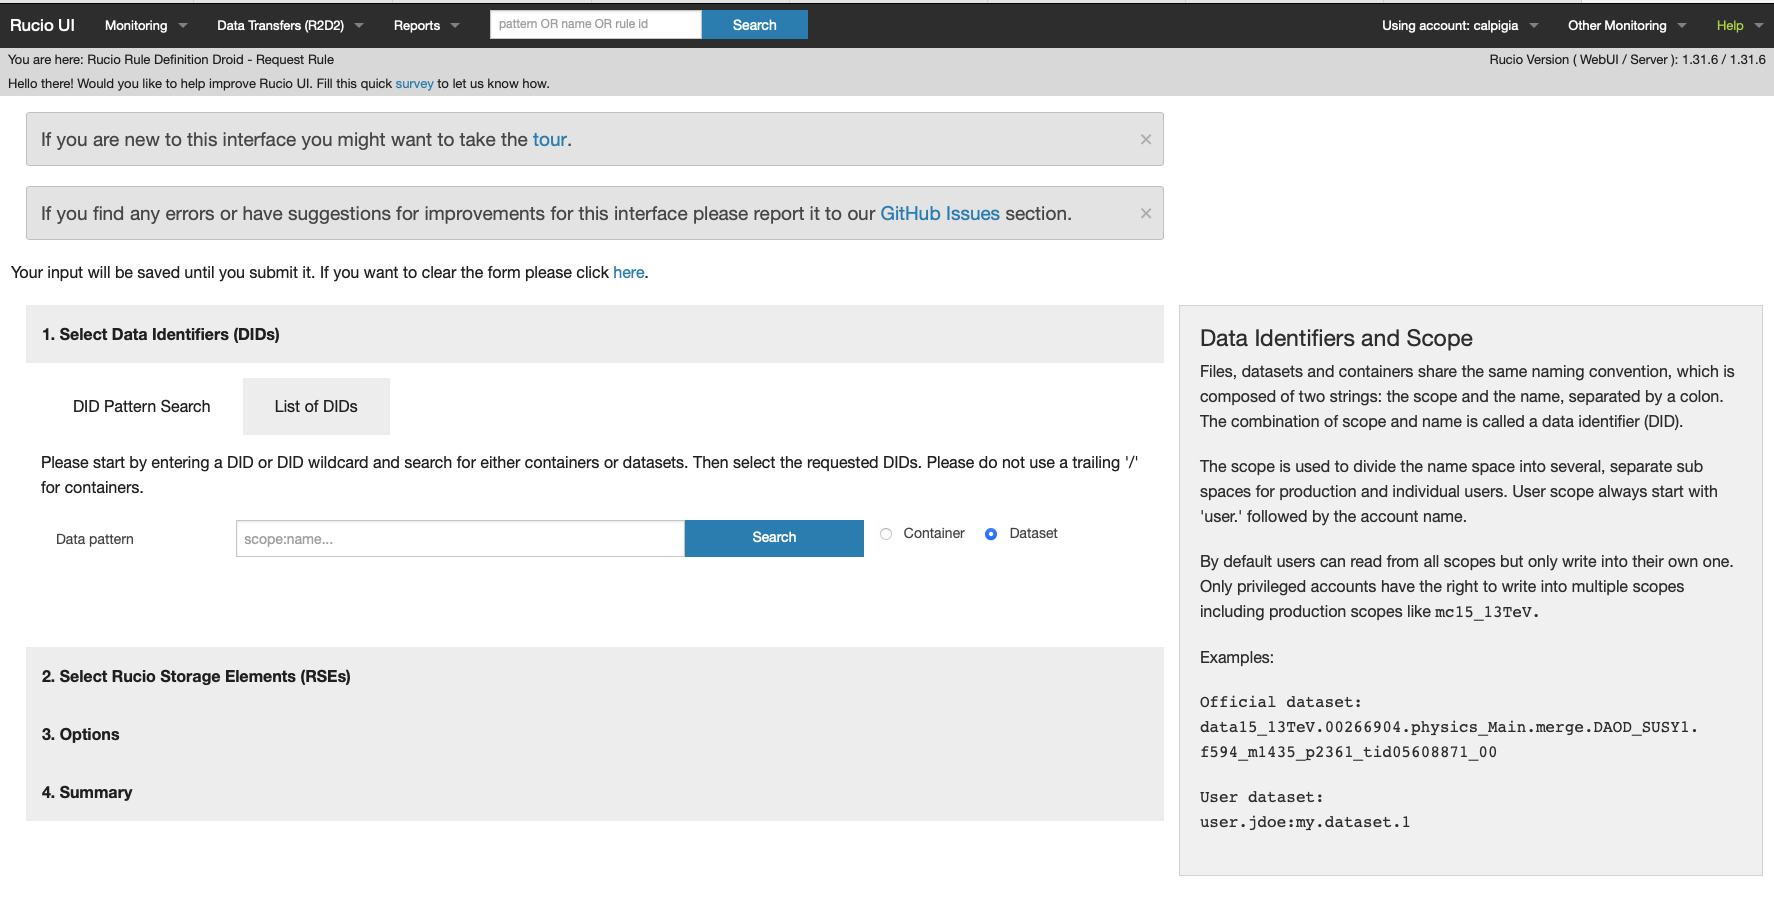 Rucio UI Monitoring Data Transfers (R2D2) Reports pattern OR name OR rule id Search Using account: calpigia Other Monitoring Help
You are here: Rucio Rule Definition Droid - Request Rule Rucio Version ( WebUI / Server ): 1.31.6 / 1.31.6
Hello there! Would you like to help improve Rucio UI. Fill this quick survey to let us know how.
If you are new to this interface you might want to take the tour. ×
If you find any errors or have suggestions for improvements for this interface please report it to our GitHub Issues section. ×
Your input will be saved until you submit it. If you want to clear the form please click here.
1. Select Data Identifiers (DIDs)
DID Pattern Search List of DIDs
Please start by entering a DID or DID wildcard and search for either containers or datasets. Then select the requested DIDs. Please do not use a trailing '/'
for containers.
Data pattern scope:name... Search Container Dataset
2. Select Rucio Storage Elements (RSEs)
3. Options
4. Summary
Data Identifiers and Scope
Files, datasets and containers share the same naming convention, which is
composed of two strings: the scope and the name, separated by a colon.
The combination of scope and name is called a data identifier (DID).
The scope is used to divide the name space into several, separate sub
spaces for production and individual users. User scope always start with
'user.' followed by the account name.
By default users can read from all scopes but only write into their own one.
Only privileged accounts have the right to write into multiple scopes
including production scopes like mc15_13TeV.
Examples:
Official dataset:
data15_13TeV.00266904.physics_Main.merge.DAOD_SUSY1.
f594_m1435_p2361_tid05608871_00
User dataset:
user.jdoe:my.dataset.1